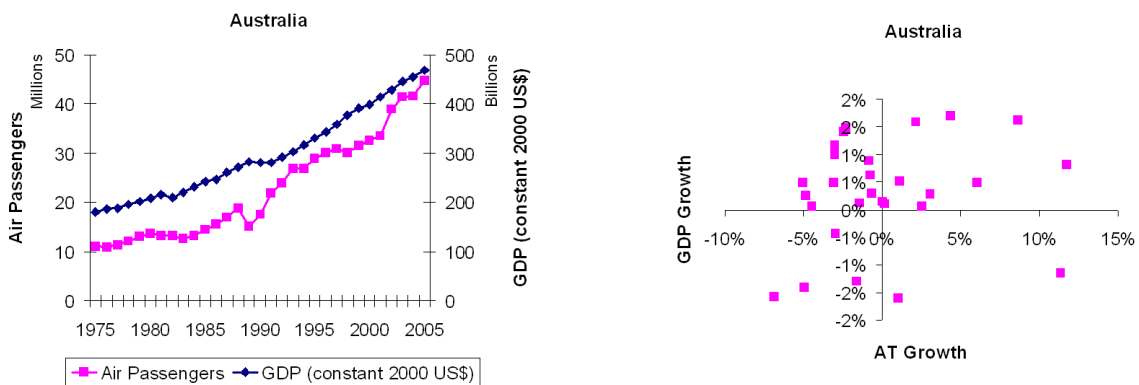 Australia
Air Passengers
Millions
50
40
30
20
10
0
500
400
300
200
100
0
Billions
GDP (constant 2000 US$)
1975 1980 1985 1990 1995 2000 2005
Air Passengers GDP (constant 2000 US$)
Australia
GDP Growth
2%
2%
1%
1%
0%
-1%
-1%
-2%
-2%
-10% -5% 0% 5% 10% 15%
AT Growth